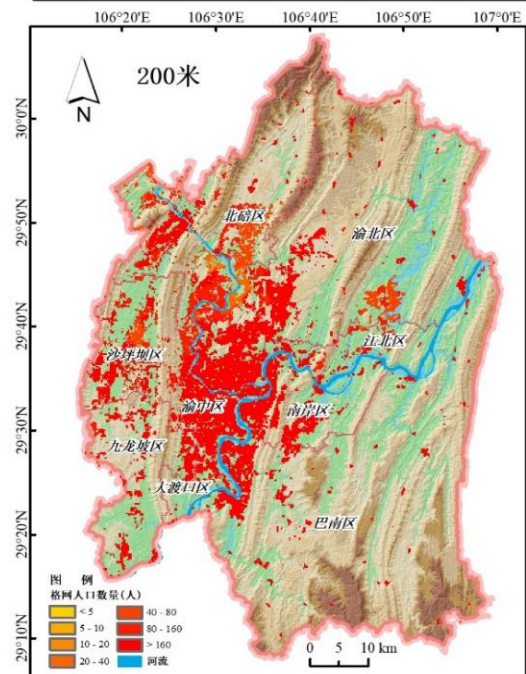 106°20'E 106°30'E 106°40'E 106°50'E 107°0'E
200米
N
30°0'N
29°50'N
29°40'N
29°30'N
29°20'N
29°10'N
北碚区
渝北区
江北区
沙坪坝区
渝中区
南岸区
九龙坡区
大渡口区
巴南区
图 例
格网人口数量(人)
< 5 40 - 80
5 - 10 80 - 160
10 - 20 > 160
20 - 40 河流
0 5 10 km